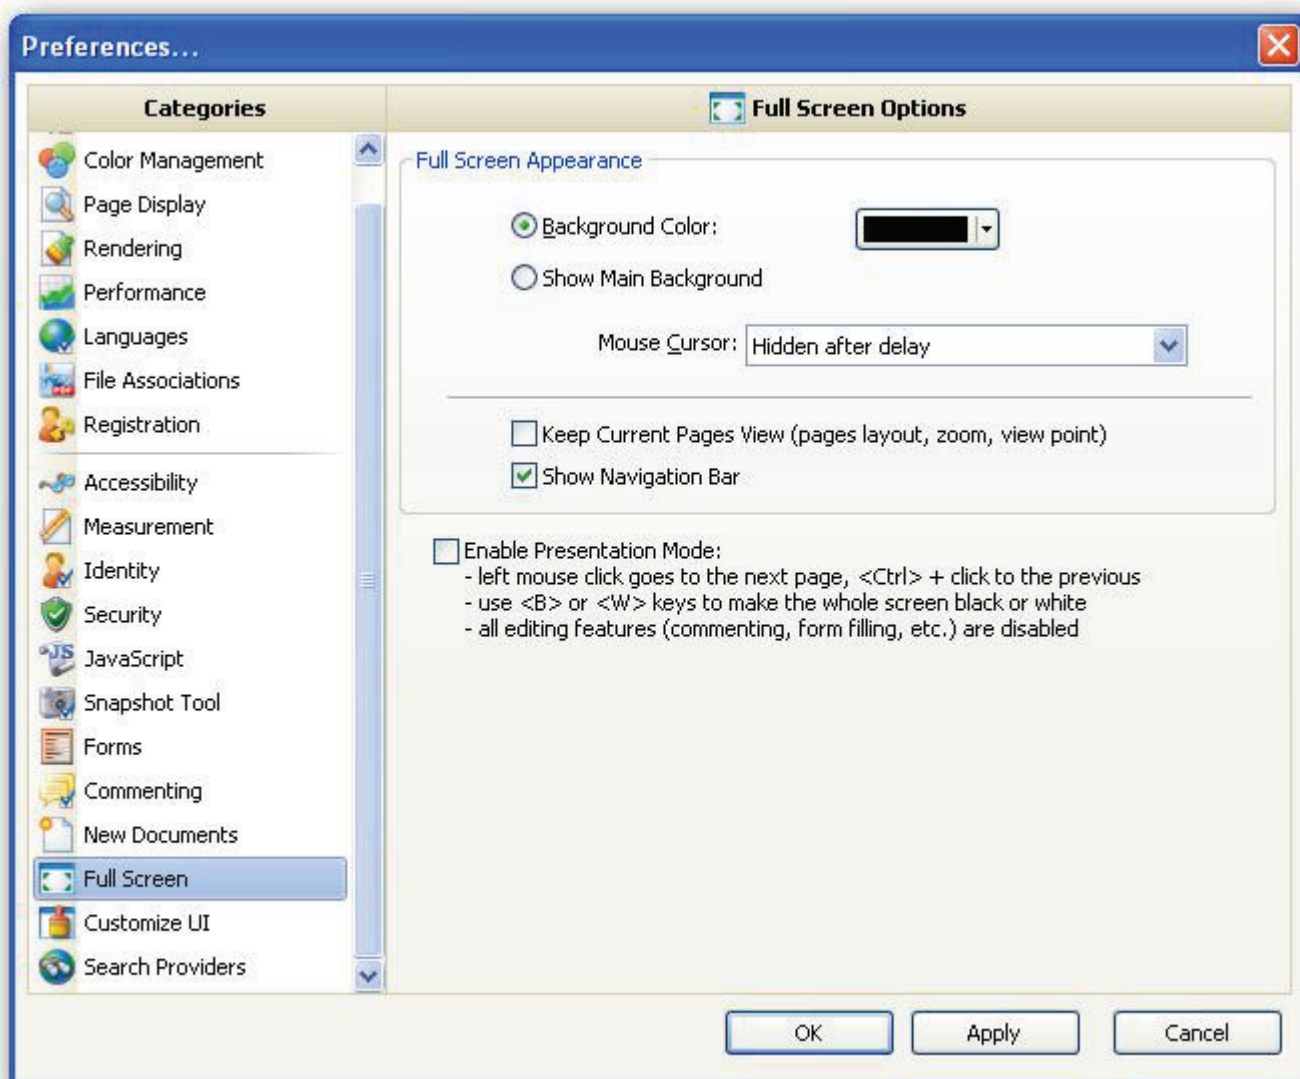 Preferences...
Categories
Full Screen Options
Color Management
Page Display
Rendering
Performance
Languages
File Associations
Registration
Accessibility
Measurement
Identity
Security
JavaScript
Snapshot Tool
Forms
Commenting
New Documents
Full Screen
Customize UI
Search Providers
Full Screen Appearance
Background Color:
Show Main Background
Mouse Cursor: Hidden after delay
Keep Current Pages View (pages layout, zoom, view point)
Show Navigation Bar
Enable Presentation Mode:
- left mouse click goes to the next page, <Ctrl> + click to the previous
- use <B> or <W> keys to make the whole screen black or white
- all editing features (commenting, form filling, etc.) are disabled
OK Apply Cancel